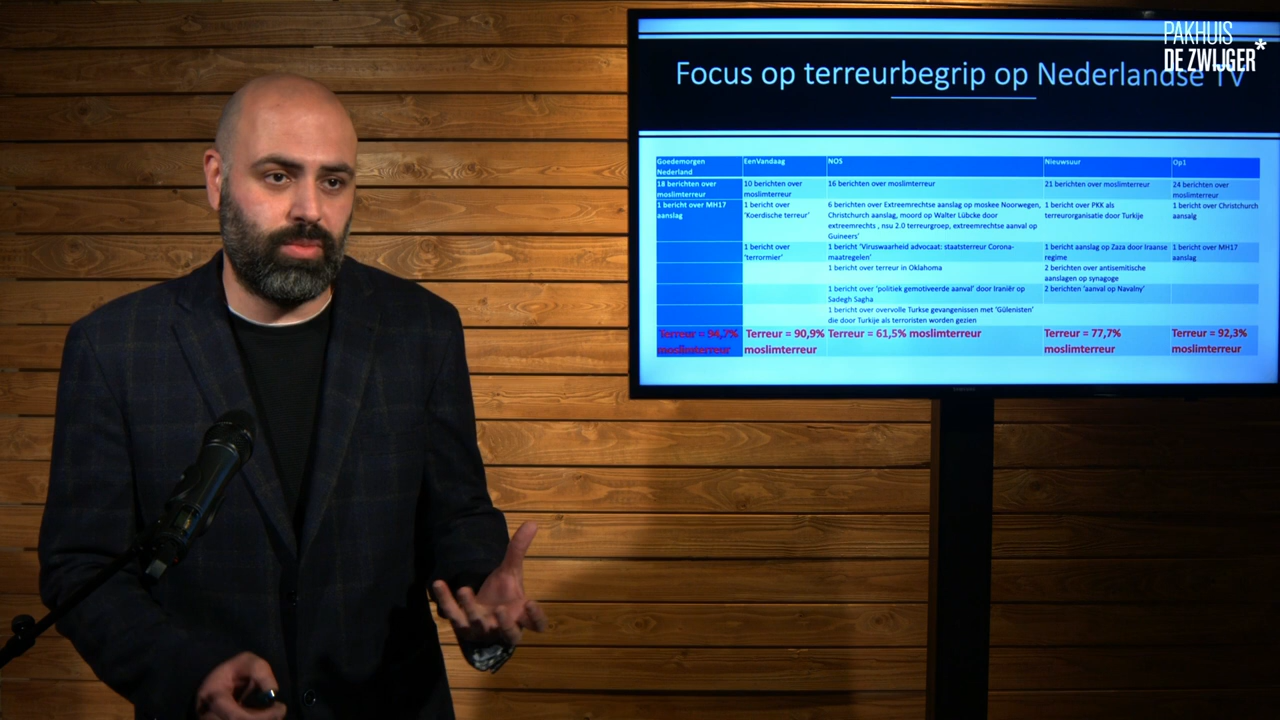 PAKHUIS
DE ZWIJGER*
Focus op terreurbegrip op Nederlandse TV
Goedemorgen
Nederland
EenVandaag
NOS
Nieuwsuur
Op1
18 berichten over
moslimterreur
10 berichten over
moslimterreur
16 berichten over moslimterreur
21 berichten over moslimterreur
24 berichten over
moslimterreur
1 bericht over MH17
aanslag
1 bericht over
‘Koerdische terreur’
6 berichten over Extreemrechtse aanslag op moskee Noorwegen,
Christchurch aanslag, moord op Walter Lübcke door
extreemrechts , nsu 2.0 terreurgroep, extreemrechtse aanval op
Guineers’
1 bericht over PKK als
terreurorganisatie door Turkije
1 bericht over Christchurch
aansalg
1 bericht over
‘terrormier’
1 bericht ‘Viruswaarheid advocaat: staatsterreur Corona-
maatregelen’
1 bericht aanslag op Zaza door Iraanse
regime
1 bericht over MH17
aanslag
1 bericht over terreur in Oklahoma
2 berichten over antisemitische
aanslagen op synagoge
1 bericht over ‘politiek gemotiveerde aanval’ door Iraniër op
Sadegh Sagha
2 berichten ‘aanval op Navalny’
1 bericht over overvolle Turkse gevangenissen met ‘Gülenisten’
die door Turkije als terroristen worden gezien
Terreur = 94,7%
moslimterreur
Terreur = 90,9%
moslimterreur
Terreur = 61,5% moslimterreur
Terreur = 77,7%
moslimterreur
Terreur = 92,3%
moslimterreur